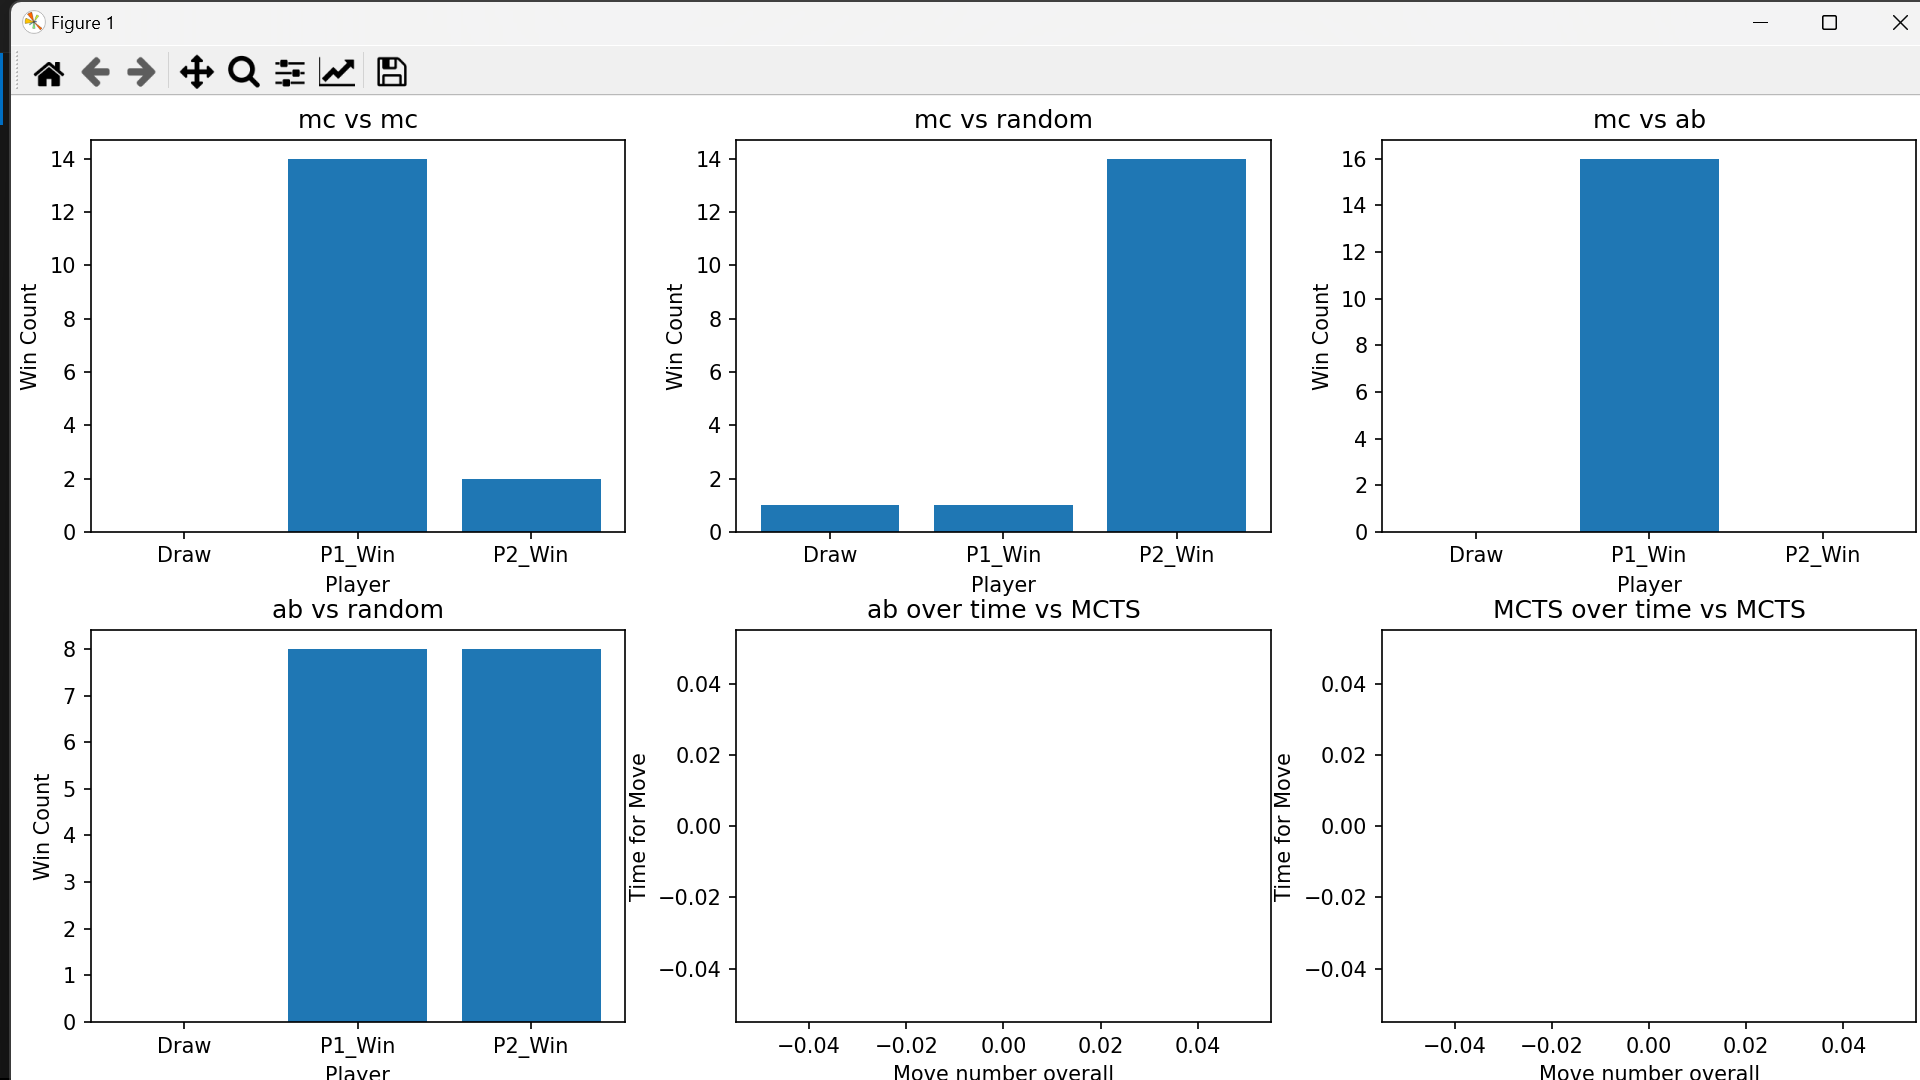 Figure 1
mc vs mc
14
12
10
8
6
4
2
0
Win Count
Draw P1_Win P2_Win
Player
mc vs random
14
12
10
8
6
4
2
0
Win Count
Draw P1_Win P2_Win
Player
mc vs ab
16
14
12
10
8
6
4
2
0
Win Count
Draw P1_Win P2_Win
Player
ab vs random
8
7
6
5
4
3
2
1
0
Win Count
Draw P1_Win P2_Win
Player
ab over time vs MCTS
0.04
0.02
0.00
−0.02
−0.04
Time for Move
−0.04 −0.02 0.00 0.02 0.04
Move number overall
MCTS over time vs MCTS
0.04
0.02
0.00
−0.02
−0.04
Time for Move
−0.04 −0.02 0.00 0.02 0.04
Move number overall